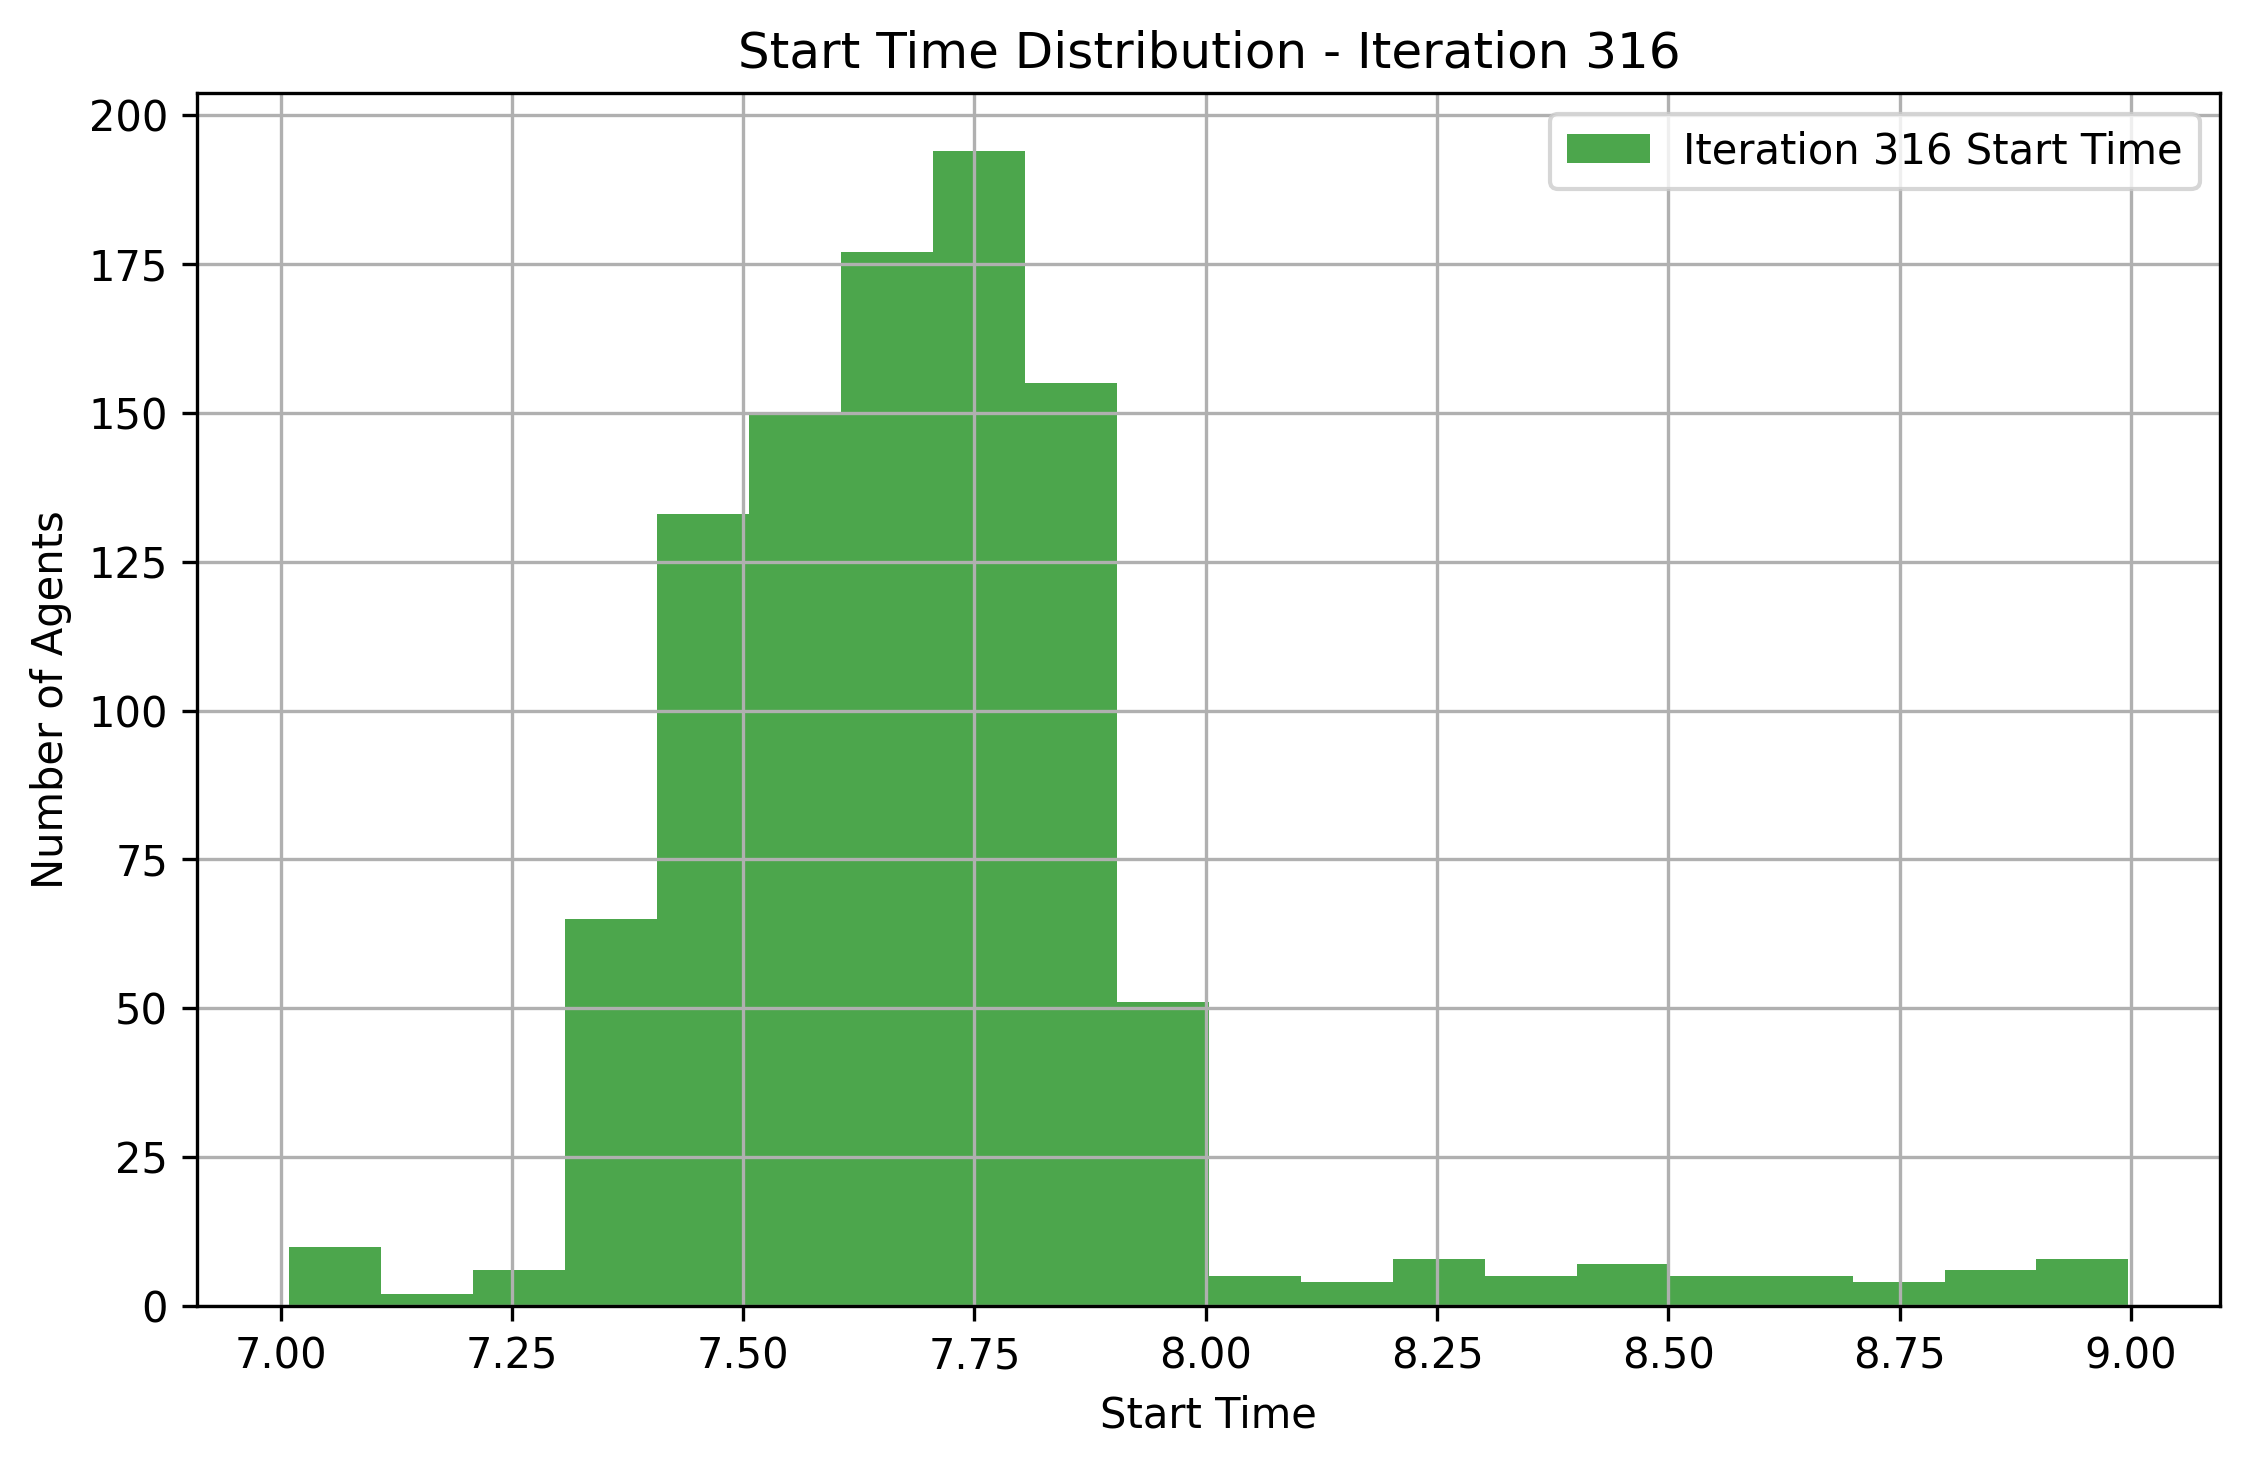 Start Time Distribution - Iteration 316
Iteration 316 Start Time
Number of Agents
200
175
150
125
100
75
50
25
0
7.00 7.25 7.50 7.75 8.00 8.25 8.50 8.75 9.00
Start Time